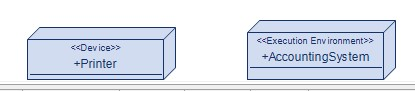 <<Device>>
+Printer
<<Execution Environment>>
+AccountingSystem